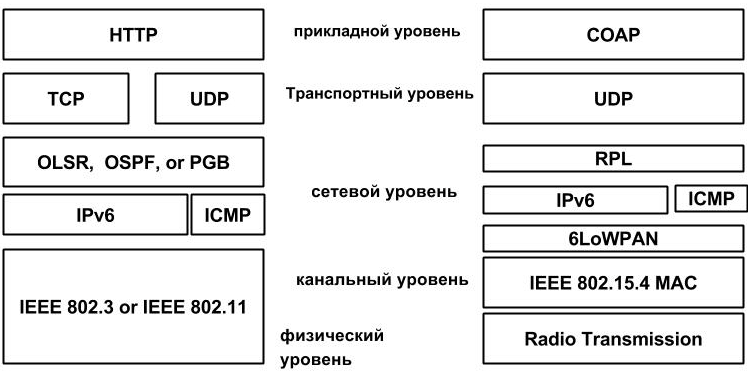 HTTP
прикладной уровень
COAP
TCP
UDP
Транспортный уровень
UDP
OLSR, OSPF, or PGB
RPL
сетевой уровень
IPv6
ICMP
IPv6
ICMP
6LoWPAN
IEEE 802.3 or IEEE 802.11
канальный уровень
IEEE 802.15.4 MAC
физический
уровень
Radio Transmission